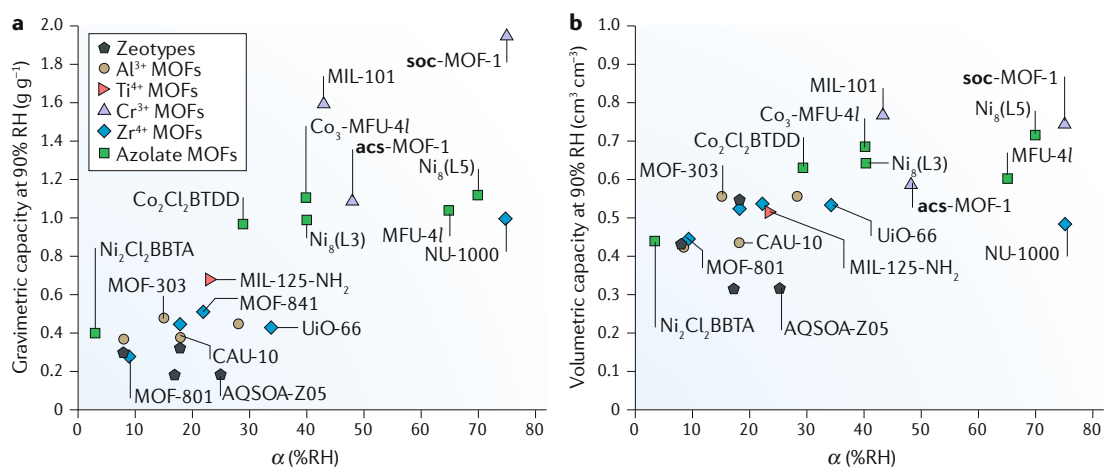 a
Gravimetric capacity at 90% RH (g g⁻¹)
2.0
1.8
1.6
1.4
1.2
1.0
0.8
0.6
0.4
0.2
0
Zeotypes
Al³⁺ MOFs
Ti⁴⁺ MOFs
Cr³⁺ MOFs
Zr⁴⁺ MOFs
Azolate MOFs
soc-MOF-1
MIL-101
Co₃-MFU-4l
acs-MOF-1
Ni₈(L5)
Co₂Cl₂BTDD
Ni₈(L3)
MFU-4l
NU-1000
Ni₂Cl₂BBTA
MOF-303
MIL-125-NH₂
MOF-841
UiO-66
CAU-10
MOF-801
AQSOA-Z05
0 10 20 30 40 50 60 70 80
α (%RH)
b
Volumetric capacity at 90% RH (cm³ cm⁻³)
1.0
0.9
0.8
0.7
0.6
0.5
0.4
0.3
0.2
0.1
0
soc-MOF-1
MIL-101
Ni₈(L5)
Co₃-MFU-4l
Co₂Cl₂BTDD
MOF-303
Ni₈(L3)
MFU-4l
acs-MOF-1
UiO-66
CAU-10
NU-1000
MOF-801
MIL-125-NH₂
Ni₂Cl₂BBTA
AQSOA-Z05
0 10 20 30 40 50 60 70 80
α (%RH)